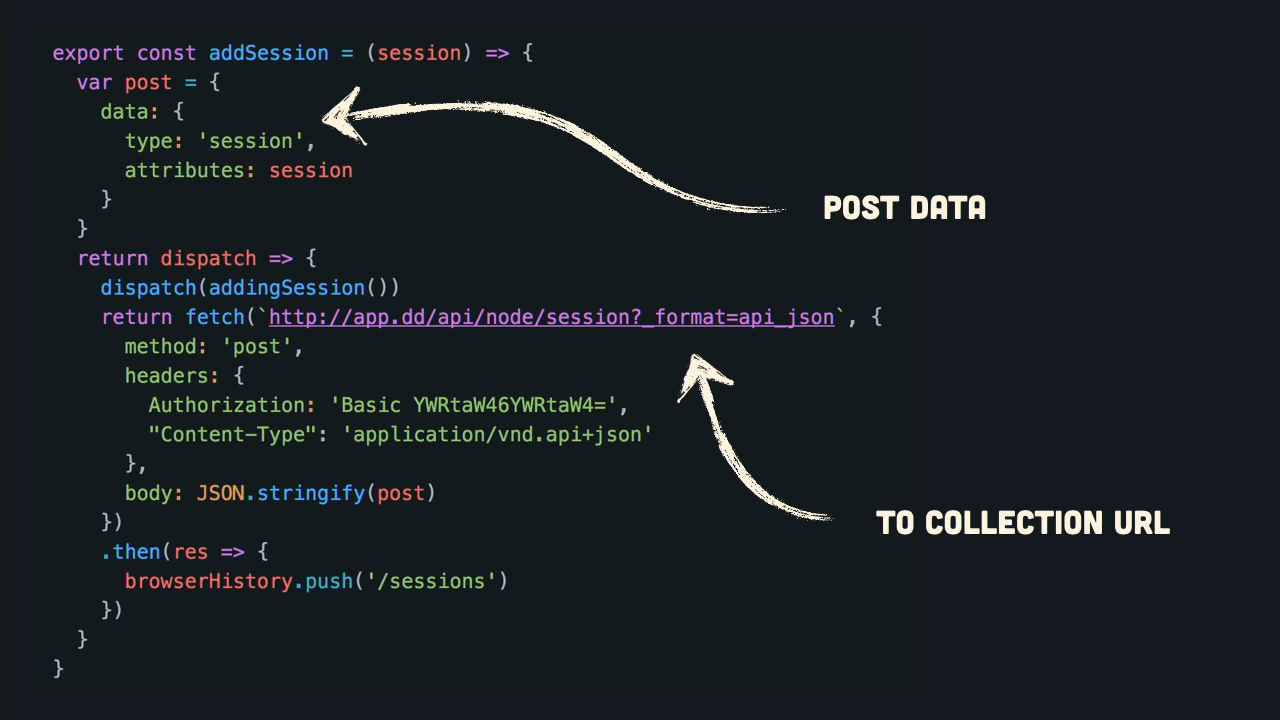 export const addSession = (session) => {
  var post = {
    data: {
      type: 'session',
      attributes: session
    }
  }
  return dispatch => {
    dispatch(addingSession())
    return fetch(`http://app.dd/api/node/session?_format=api_json`, {
      method: 'post',
      headers: {
        Authorization: 'Basic YWRtaW46YWRtaW4=',
        "Content-Type": 'application/vnd.api+json'
      },
      body: JSON.stringify(post)
    })
    .then(res => {
      browserHistory.push('/sessions')
    })
  }
}
POST DATA
TO COLLECTION URL